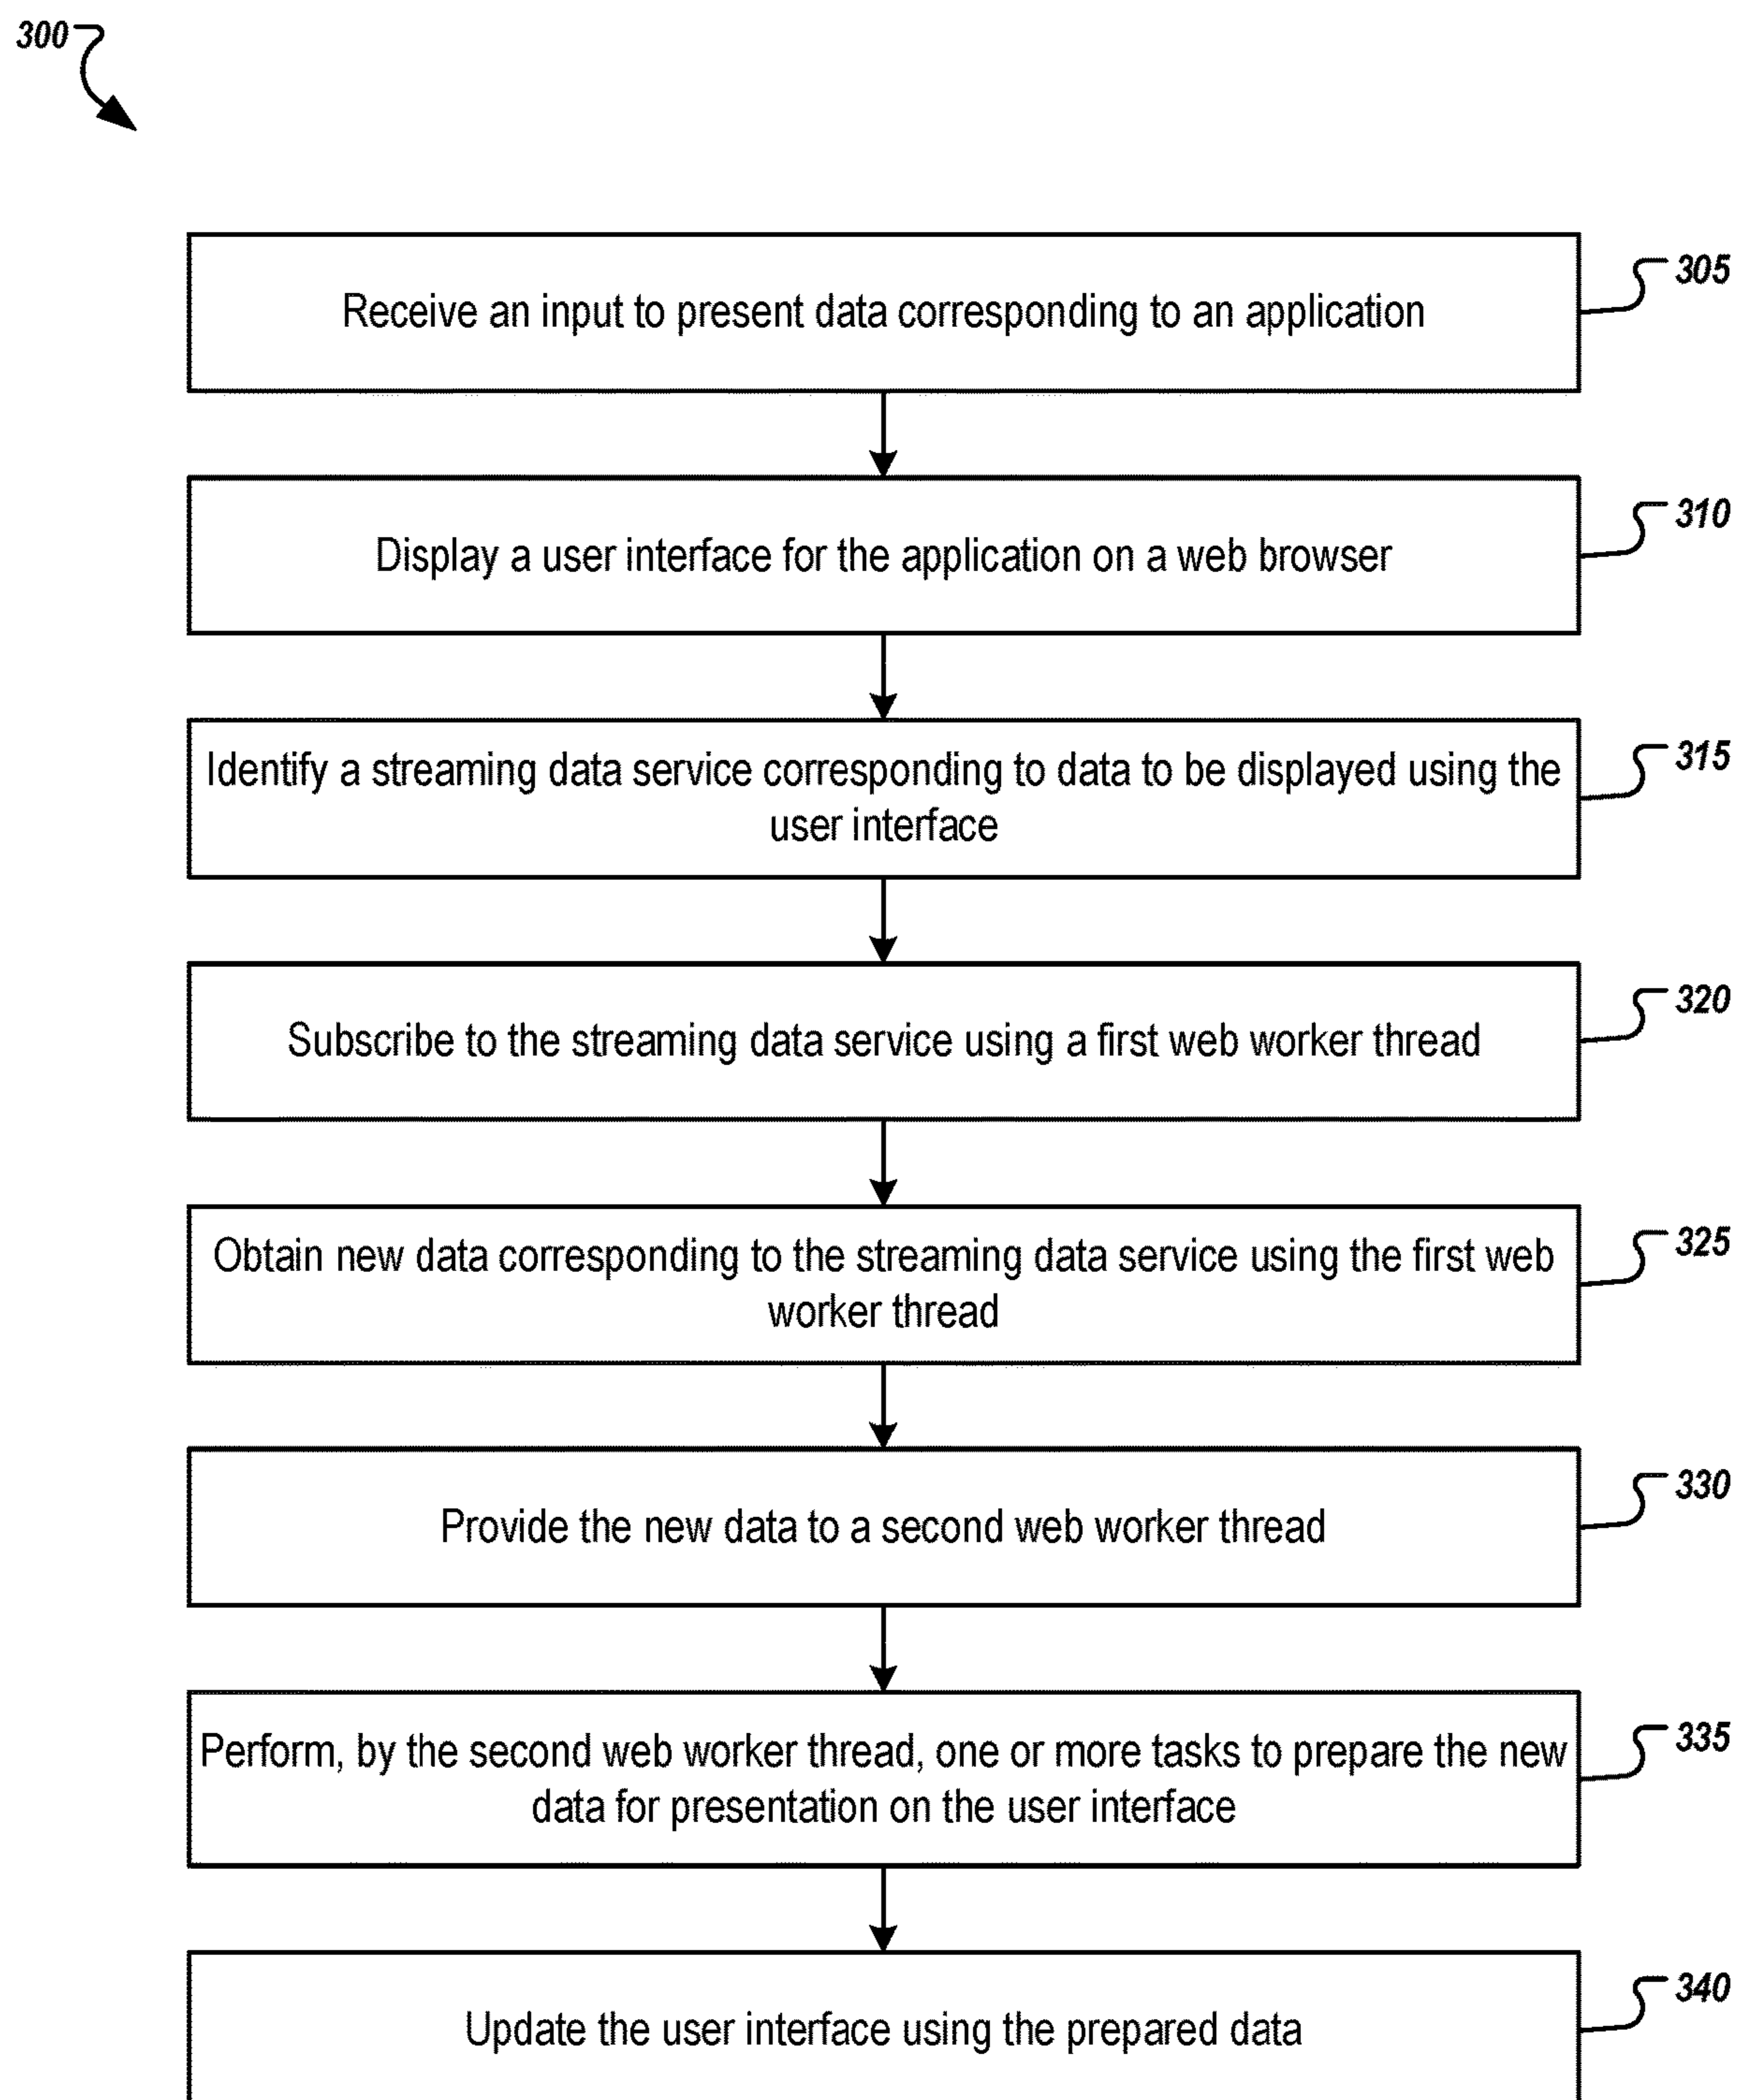 300
Receive an input to present data corresponding to an application
305
Display a user interface for the application on a web browser
310
Identify a streaming data service corresponding to data to be displayed using the
user interface
315
Subscribe to the streaming data service using a first web worker thread
320
Obtain new data corresponding to the streaming data service using the first web
worker thread
325
Provide the new data to a second web worker thread
330
Perform, by the second web worker thread, one or more tasks to prepare the new
data for presentation on the user interface
335
Update the user interface using the prepared data
340